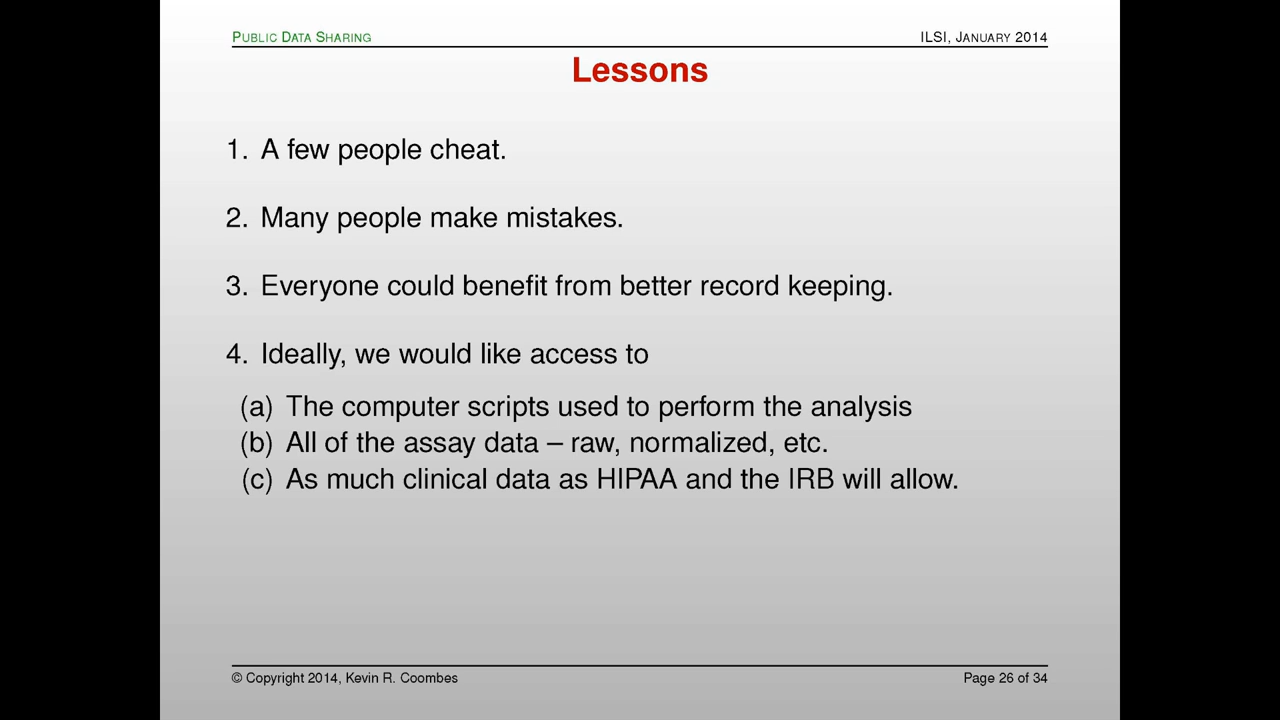 PUBLIC DATA SHARING
ILSI, JANUARY 2014
Lessons
1. A few people cheat.
2. Many people make mistakes.
3. Everyone could benefit from better record keeping.
4. Ideally, we would like access to
(a) The computer scripts used to perform the analysis
(b) All of the assay data – raw, normalized, etc.
(c) As much clinical data as HIPAA and the IRB will allow.
© Copyright 2014, Kevin R. Coombes
Page 26 of 34